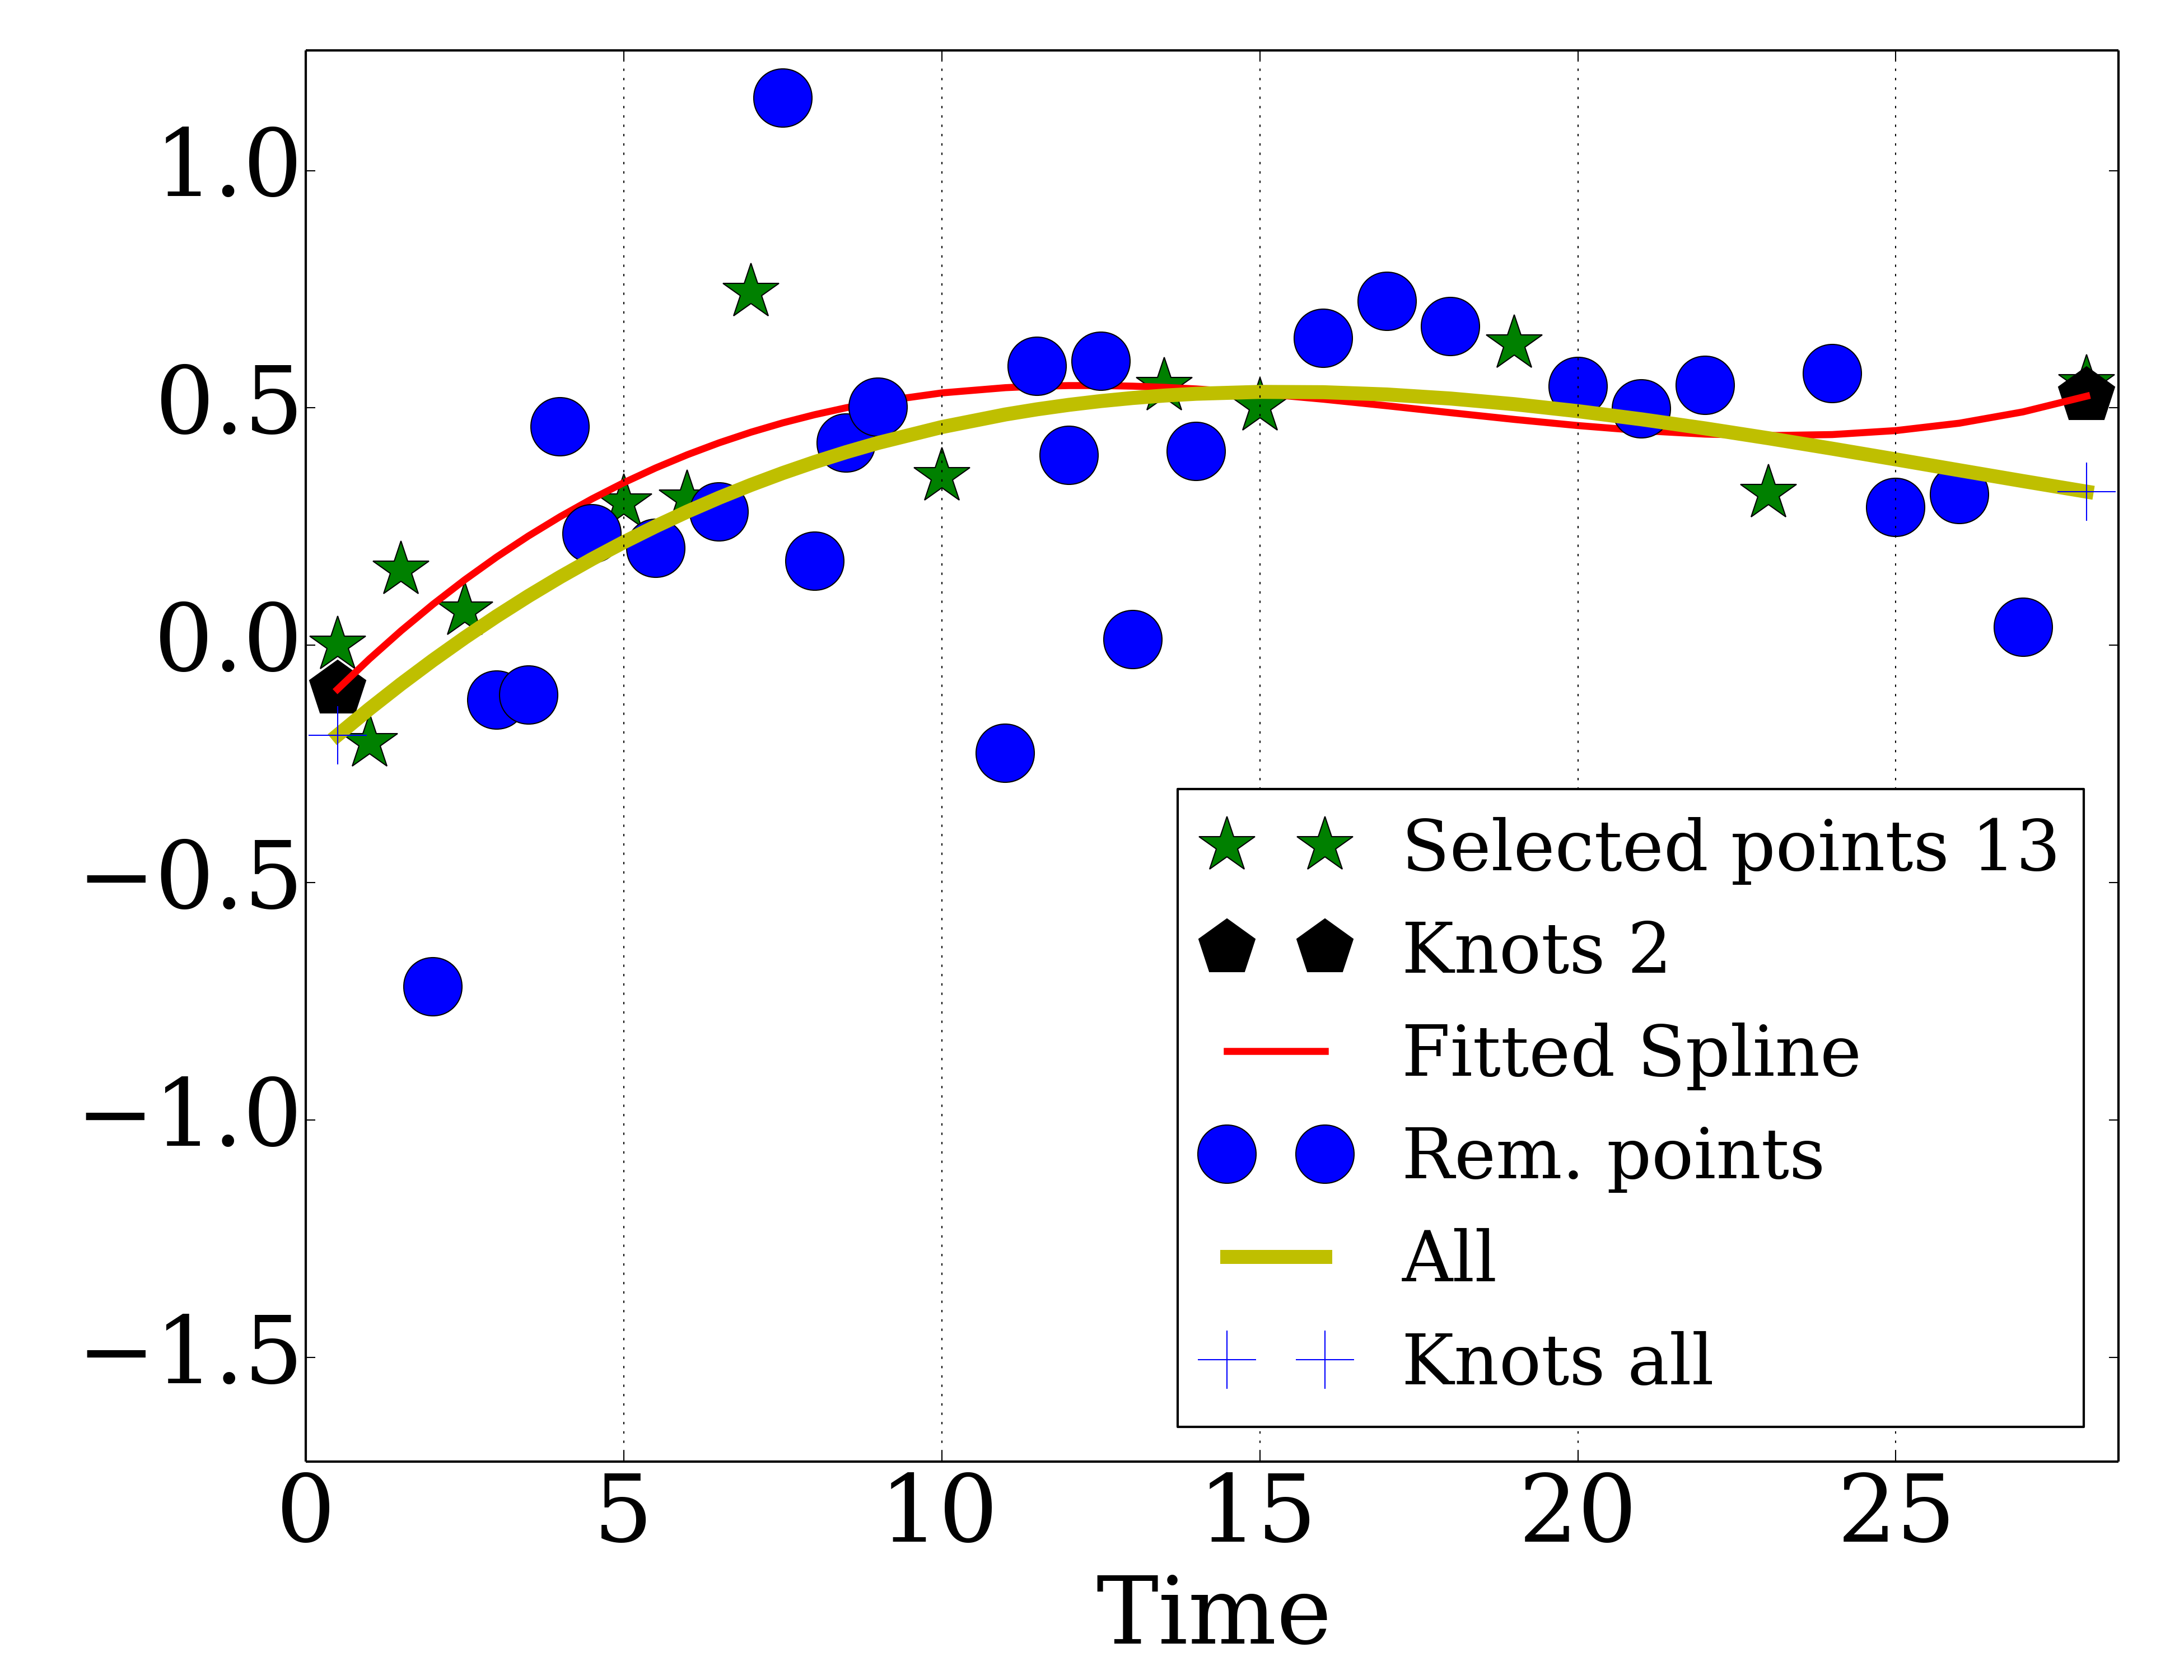 1.0
0.5
0.0
−0.5
−1.0
−1.5
0 5 10 15 20 25
Time
Selected points 13
Knots 2
Fitted Spline
Rem. points
All
Knots all